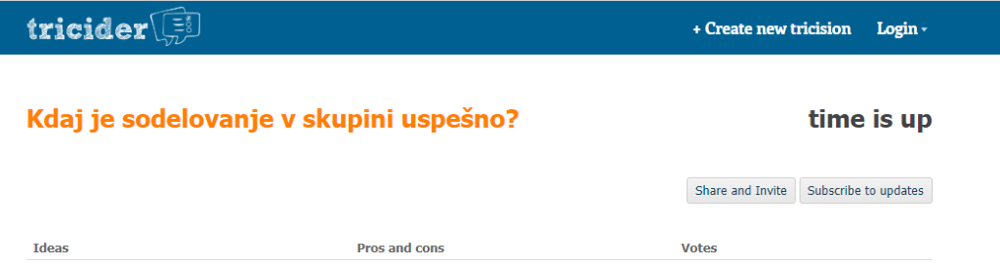 tricider
+ Create new tricision Login
Kdaj je sodelovanje v skupini uspešno? time is up
Share and Invite Subscribe to updates
Ideas Pros and cons Votes